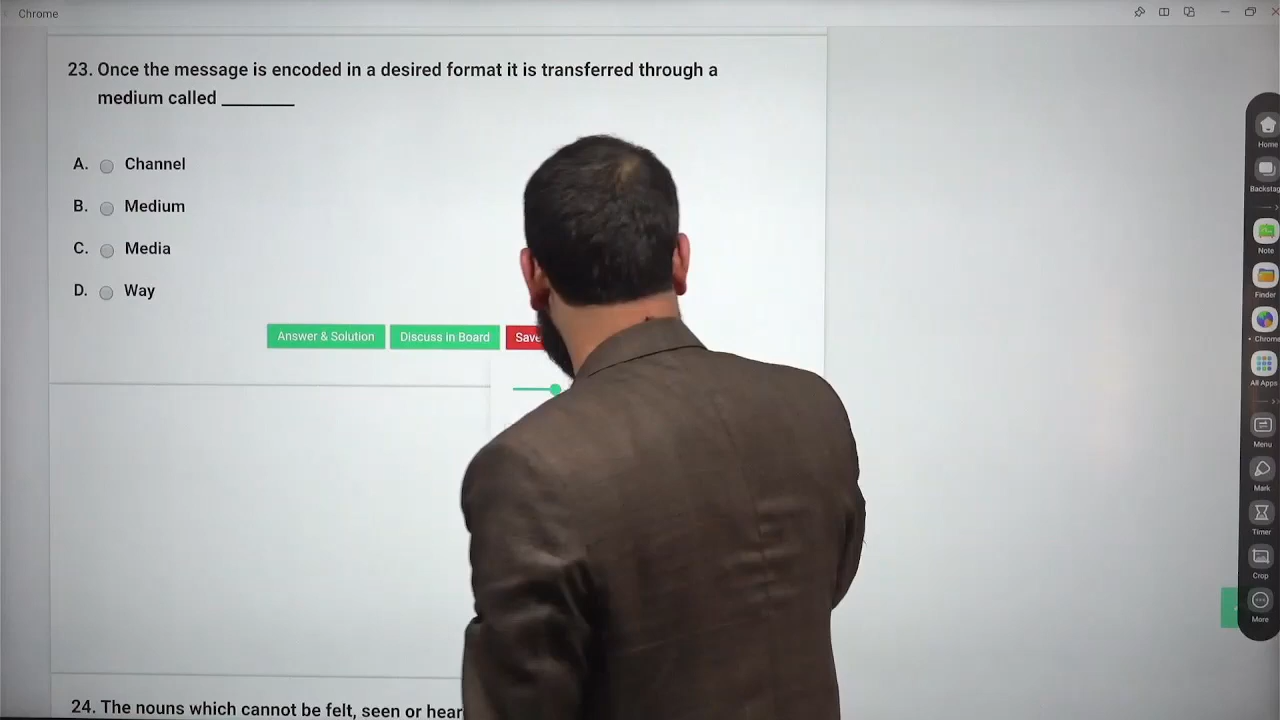 Chrome
23. Once the message is encoded in a desired format it is transferred through a
medium called ________
A. Channel
B. Medium
C. Media
D. Way
Answer & Solution
Discuss in Board
Save
24. The nouns which cannot be felt, seen or hear
Home
Backstag
Note
Finder
Chrome
All Apps
Menu
Mark
Timer
Crop
More